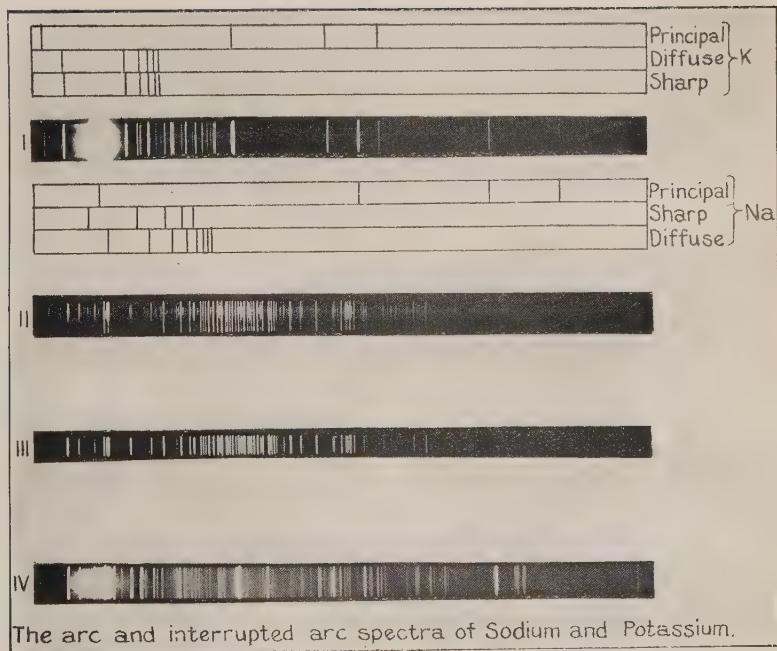 Principal
Diffuse K
Sharp
I
Principal
Sharp Na
Diffuse
II
III
IV
The arc and interrupted arc spectra of Sodium and Potassium.